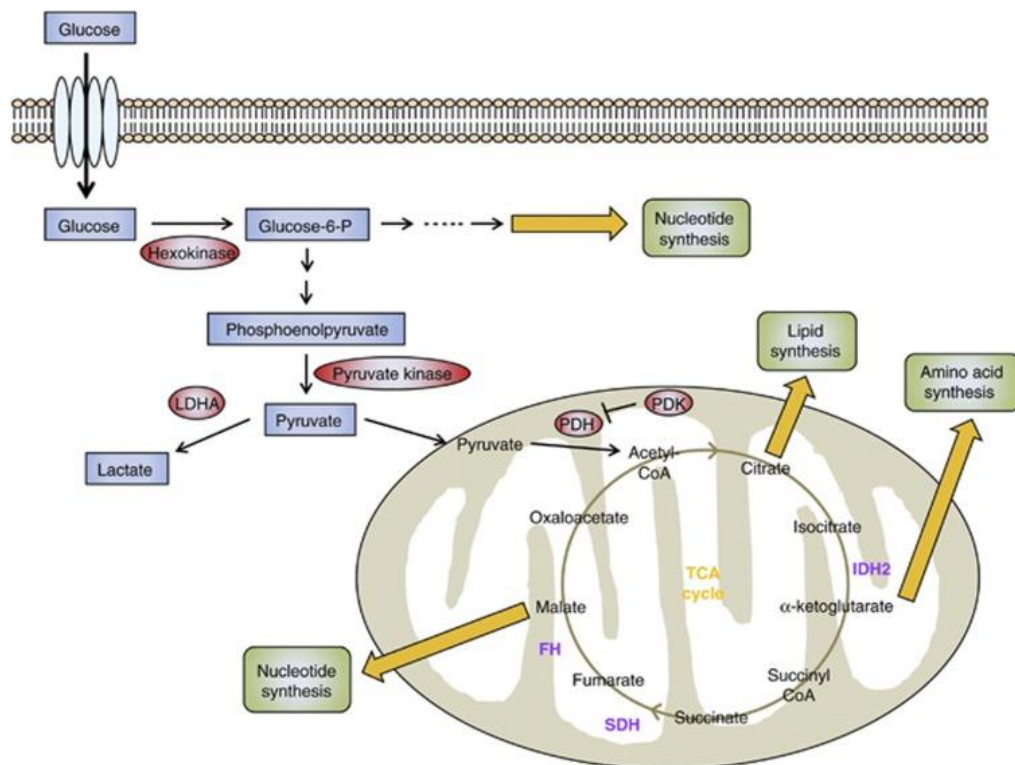 Glucose
Glucose
Hexokinase
Glucose-6-P
Nucleotide
synthesis
Phosphoenolpyruvate
Pyruvate kinase
LDHA
Pyruvate
Lactate
Lipid
synthesis
Amino acid
synthesis
PDH
PDK
Pyruvate
Acetyl-
CoA
Citrate
Oxaloacetate
Isocitrate
TCA
cycle
IDH2
α-ketoglutarate
Malate
FH
Fumarate
Succinyl
CoA
SDH
Succinate
Nucleotide
synthesis